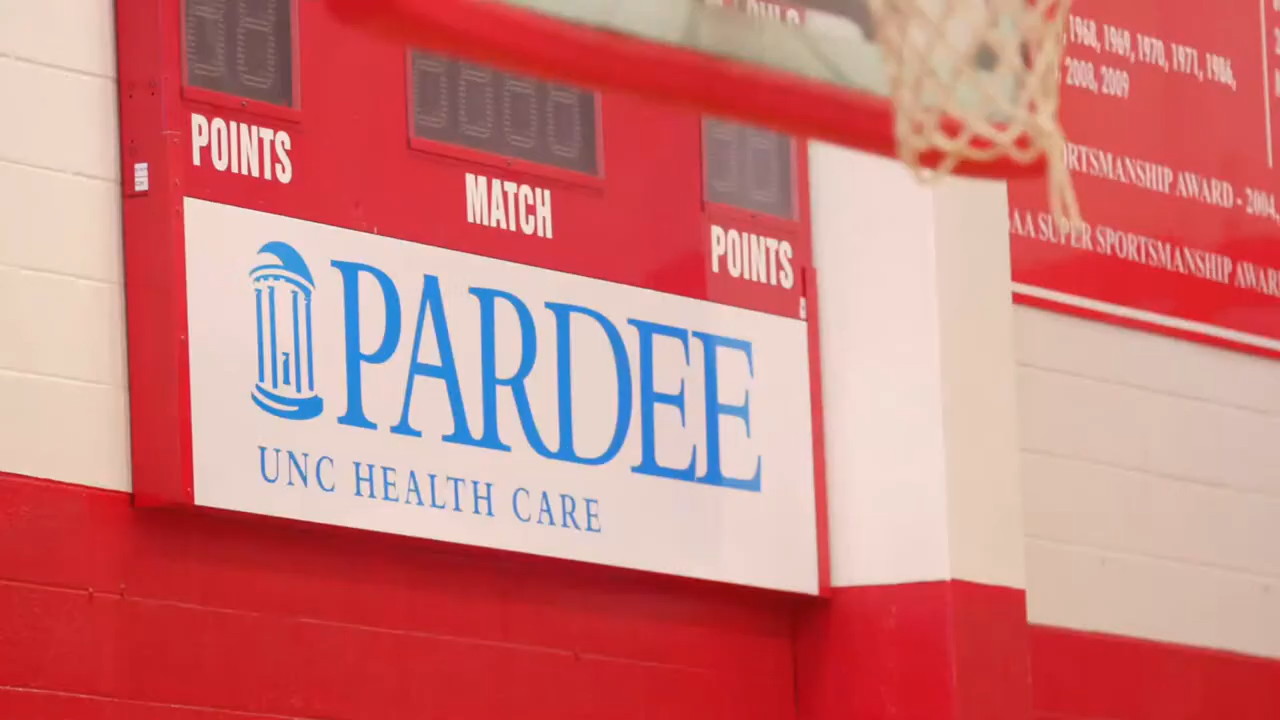 POINTS
MATCH
POINTS
PARDEE
UNC HEALTH CARE
1968, 1969, 1970, 1971, 1986,
2008, 2009
SPORTSMANSHIP AWARD - 2004,
SUPER SPORTSMANSHIP AWARD